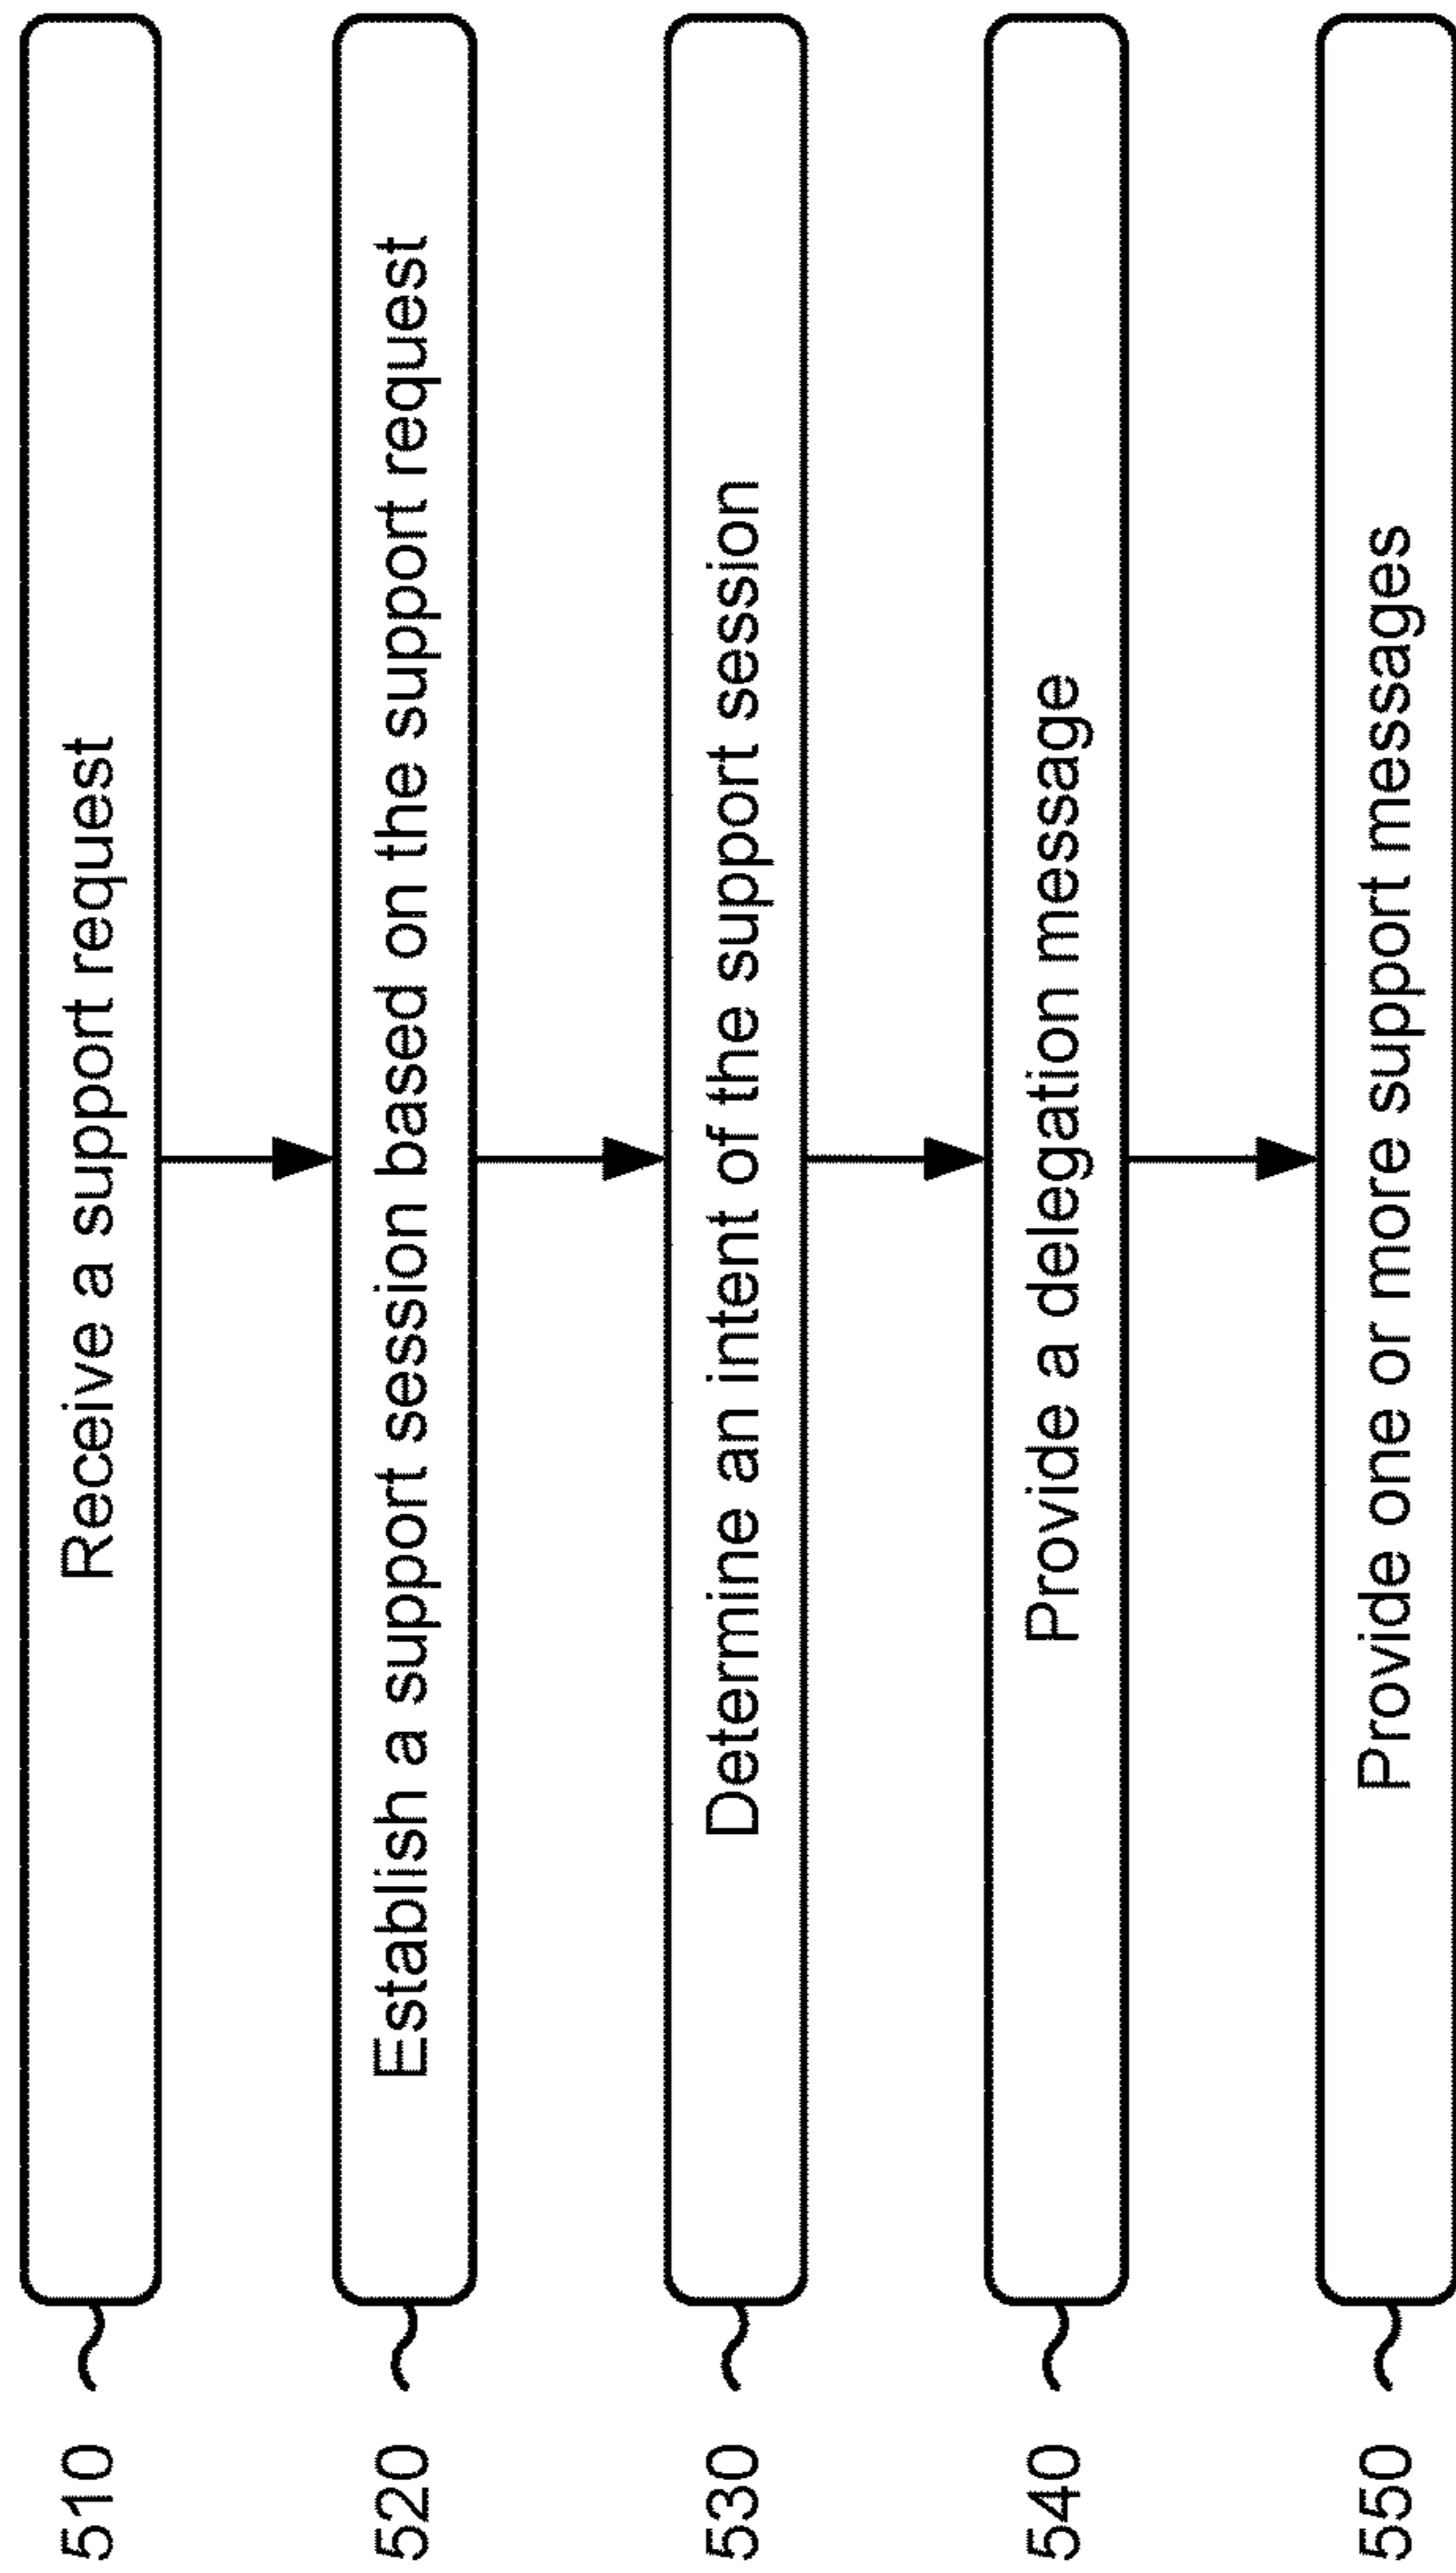 510
Receive a support request
520
Establish a support session based on the support request
530
Determine an intent of the support session
540
Provide a delegation message
550
Provide one or more support messages